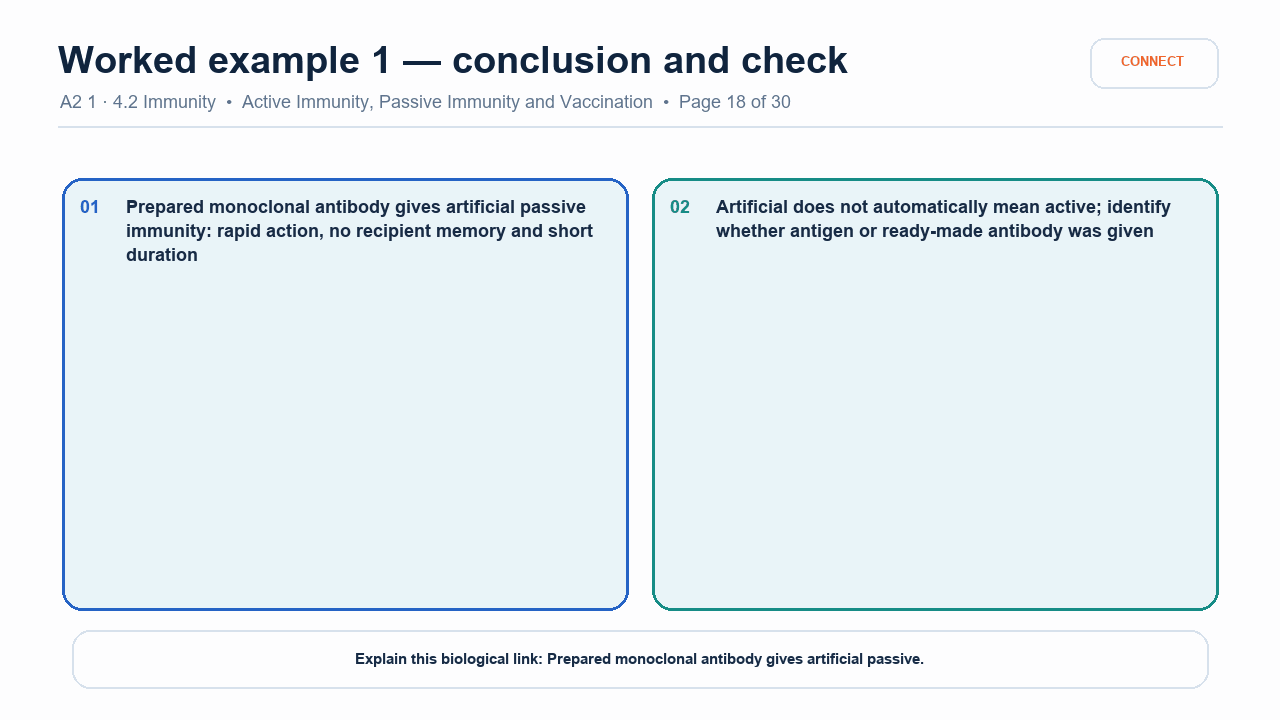 Worked example 1 — conclusion and check
CONNECT
A2 1 · 4.2 Immunity • Active Immunity, Passive Immunity and Vaccination • Page 18 of 30
01
Prepared monoclonal antibody gives artificial passive
immunity: rapid action, no recipient memory and short
duration
02
Artificial does not automatically mean active; identify
whether antigen or ready-made antibody was given
Explain this biological link: Prepared monoclonal antibody gives artificial passive.